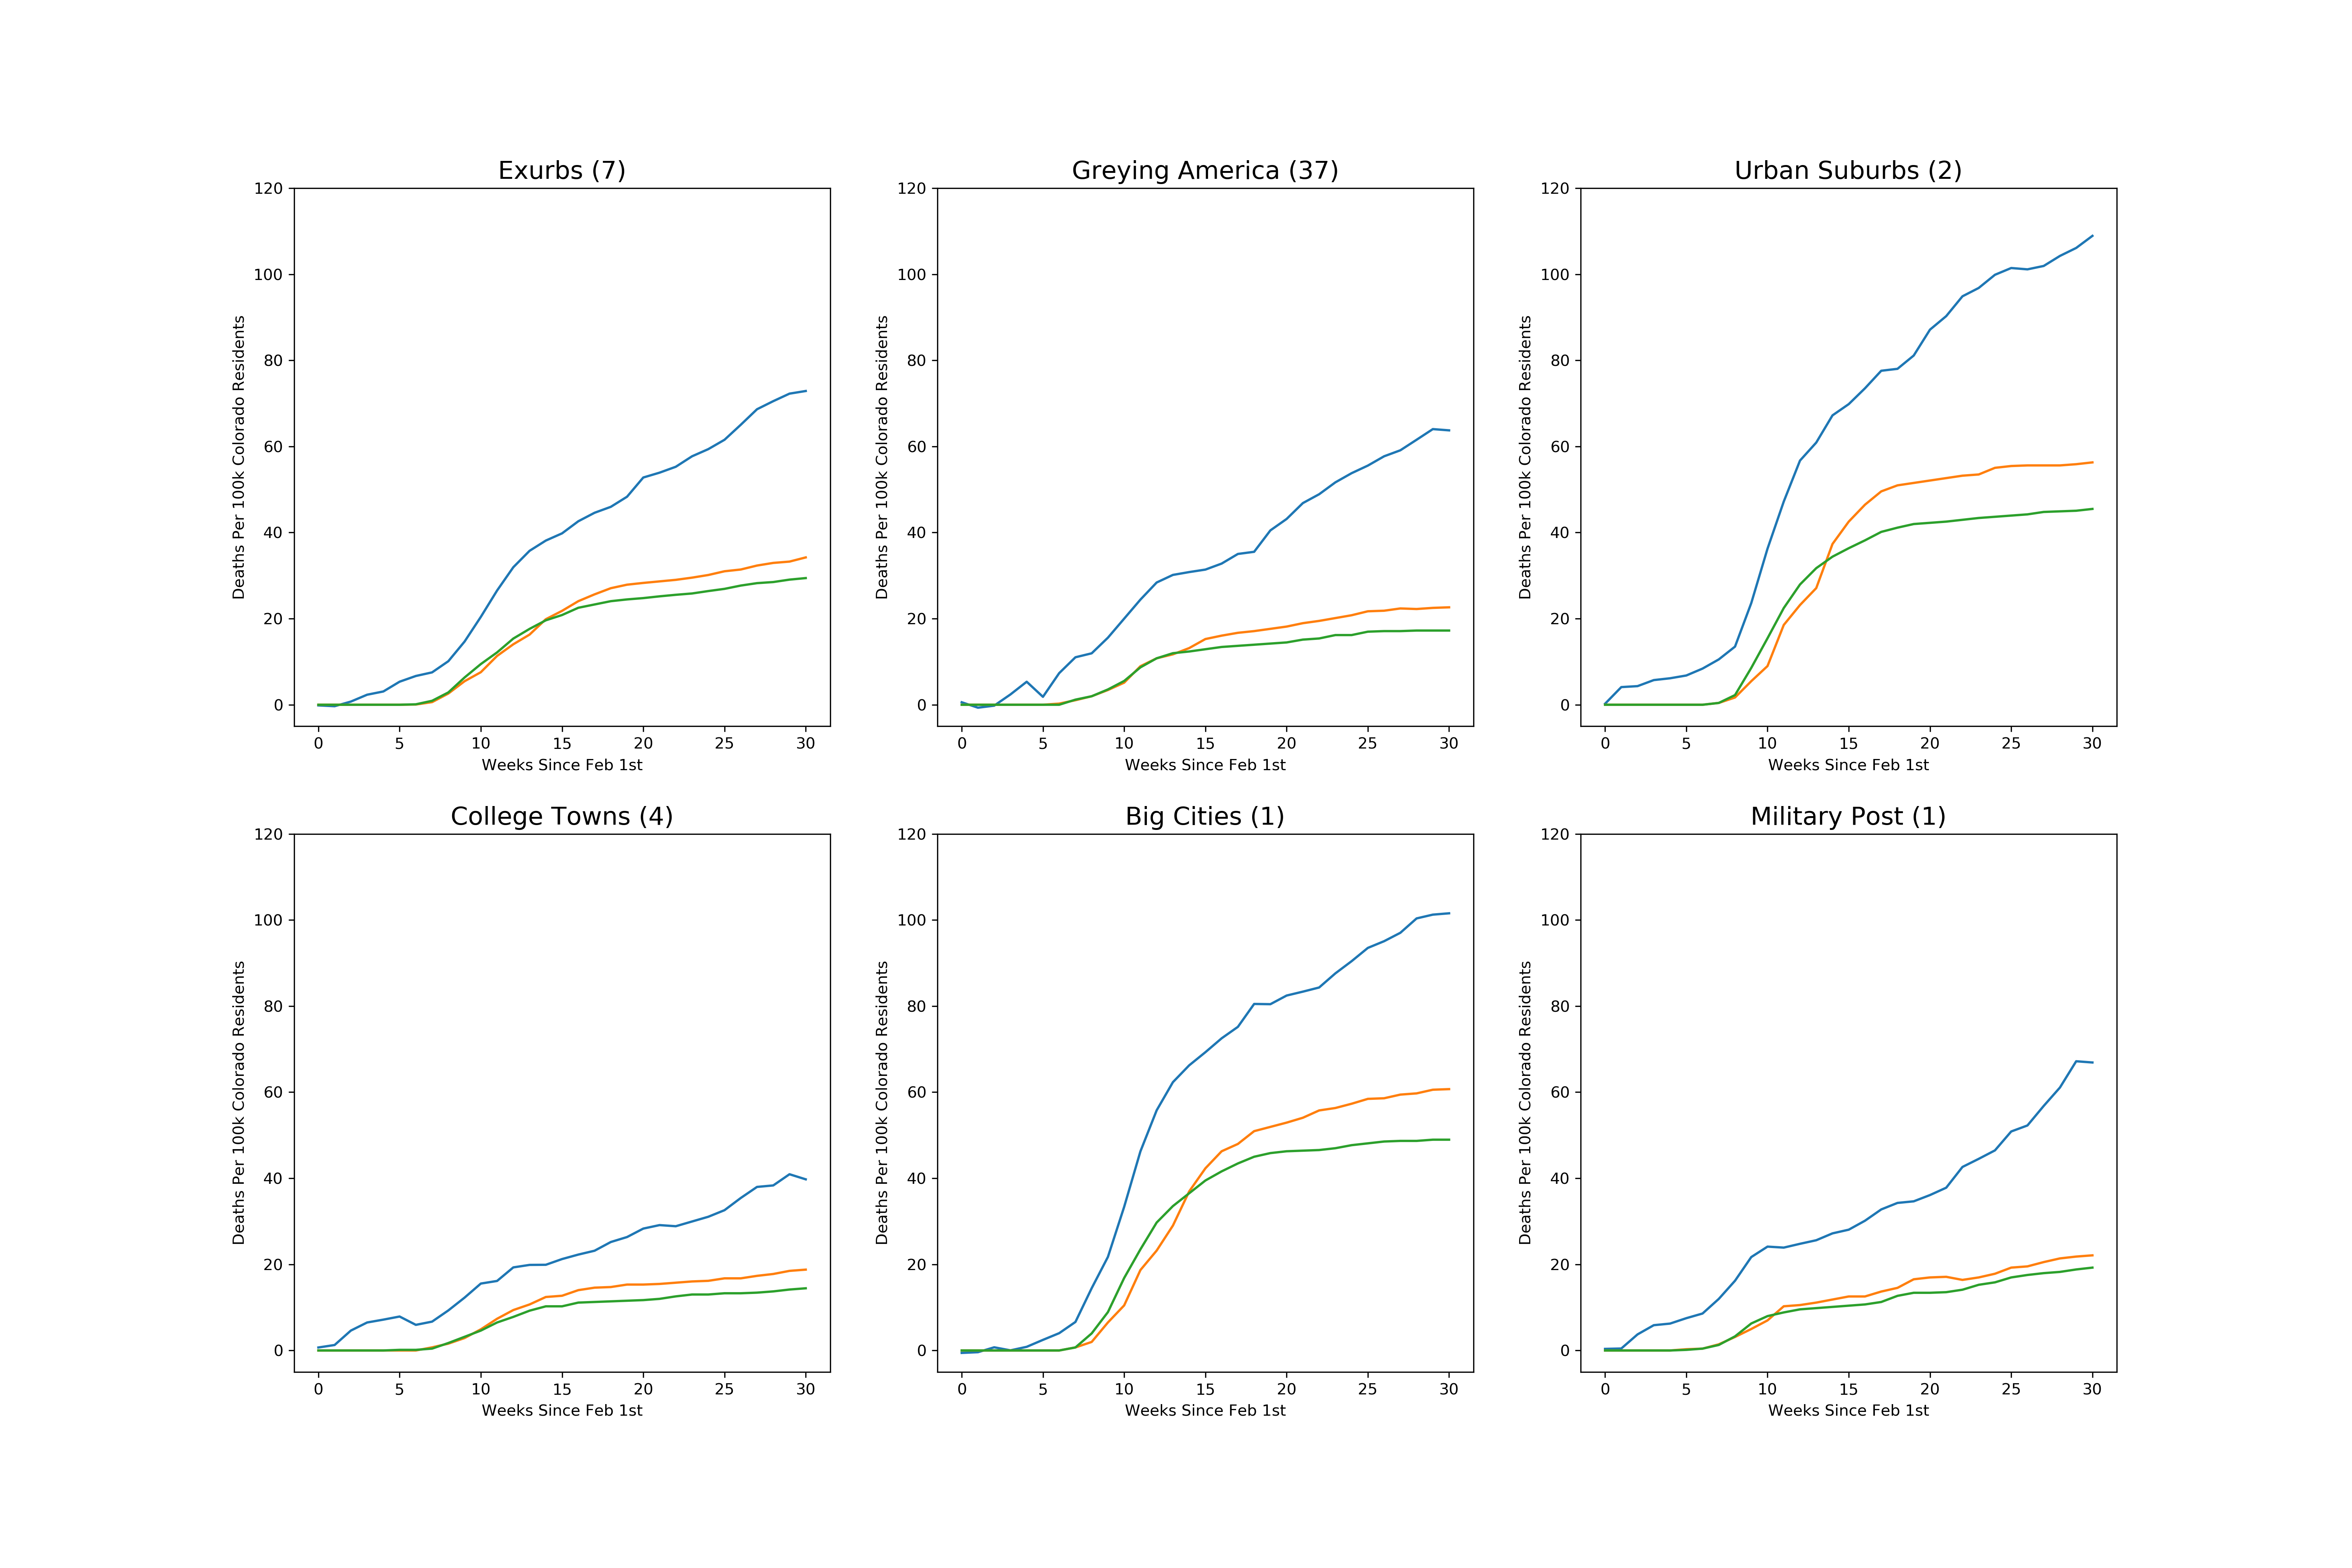 Exurbs (7)
120
100
80
60
40
20
0
Deaths Per 100k Colorado Residents
0 5 10 15 20 25 30
Weeks Since Feb 1st
Greying America (37)
120
100
80
60
40
20
0
Deaths Per 100k Colorado Residents
0 5 10 15 20 25 30
Weeks Since Feb 1st
Urban Suburbs (2)
120
100
80
60
40
20
0
Deaths Per 100k Colorado Residents
0 5 10 15 20 25 30
Weeks Since Feb 1st
College Towns (4)
120
100
80
60
40
20
0
Deaths Per 100k Colorado Residents
0 5 10 15 20 25 30
Weeks Since Feb 1st
Big Cities (1)
120
100
80
60
40
20
0
Deaths Per 100k Colorado Residents
0 5 10 15 20 25 30
Weeks Since Feb 1st
Military Post (1)
120
100
80
60
40
20
0
Deaths Per 100k Colorado Residents
0 5 10 15 20 25 30
Weeks Since Feb 1st